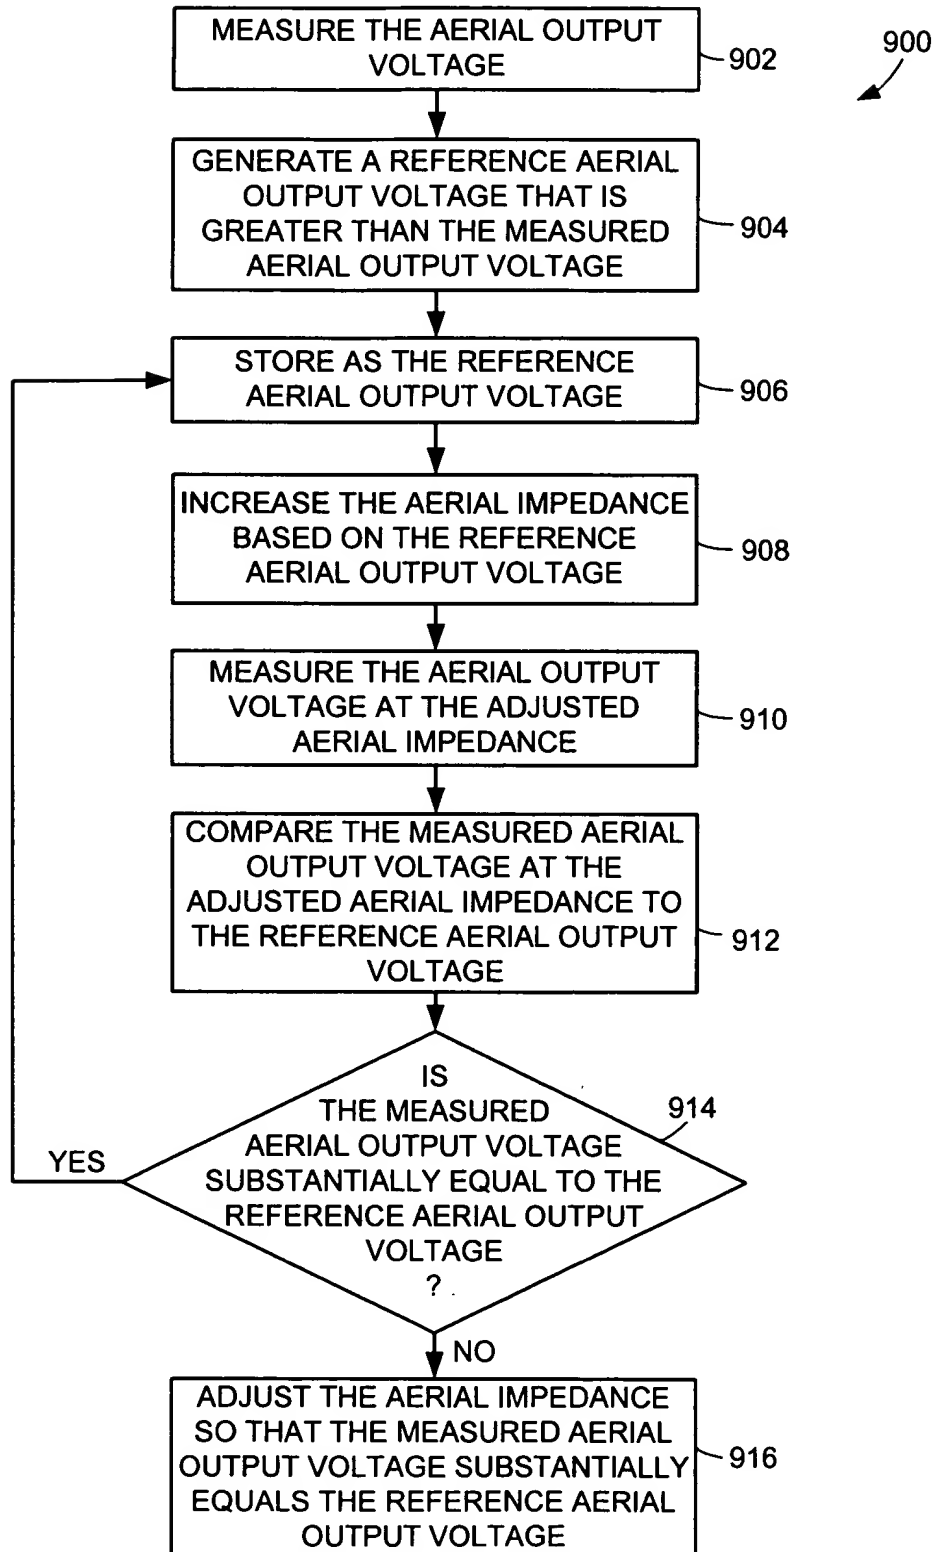 MEASURE THE AERIAL OUTPUT
VOLTAGE
902
900
GENERATE A REFERENCE AERIAL
OUTPUT VOLTAGE THAT IS
GREATER THAN THE MEASURED
AERIAL OUTPUT VOLTAGE
904
STORE AS THE REFERENCE
AERIAL OUTPUT VOLTAGE
906
INCREASE THE AERIAL IMPEDANCE
BASED ON THE REFERENCE
AERIAL OUTPUT VOLTAGE
908
MEASURE THE AERIAL OUTPUT
VOLTAGE AT THE ADJUSTED
AERIAL IMPEDANCE
910
COMPARE THE MEASURED AERIAL
OUTPUT VOLTAGE AT THE
ADJUSTED AERIAL IMPEDANCE TO
THE REFERENCE AERIAL OUTPUT
VOLTAGE
912
IS
THE MEASURED
AERIAL OUTPUT VOLTAGE
SUBSTANTIALLY EQUAL TO THE
REFERENCE AERIAL OUTPUT
VOLTAGE
?
914
YES
NO
ADJUST THE AERIAL IMPEDANCE
SO THAT THE MEASURED AERIAL
OUTPUT VOLTAGE SUBSTANTIALLY
EQUALS THE REFERENCE AERIAL
OUTPUT VOLTAGE
916